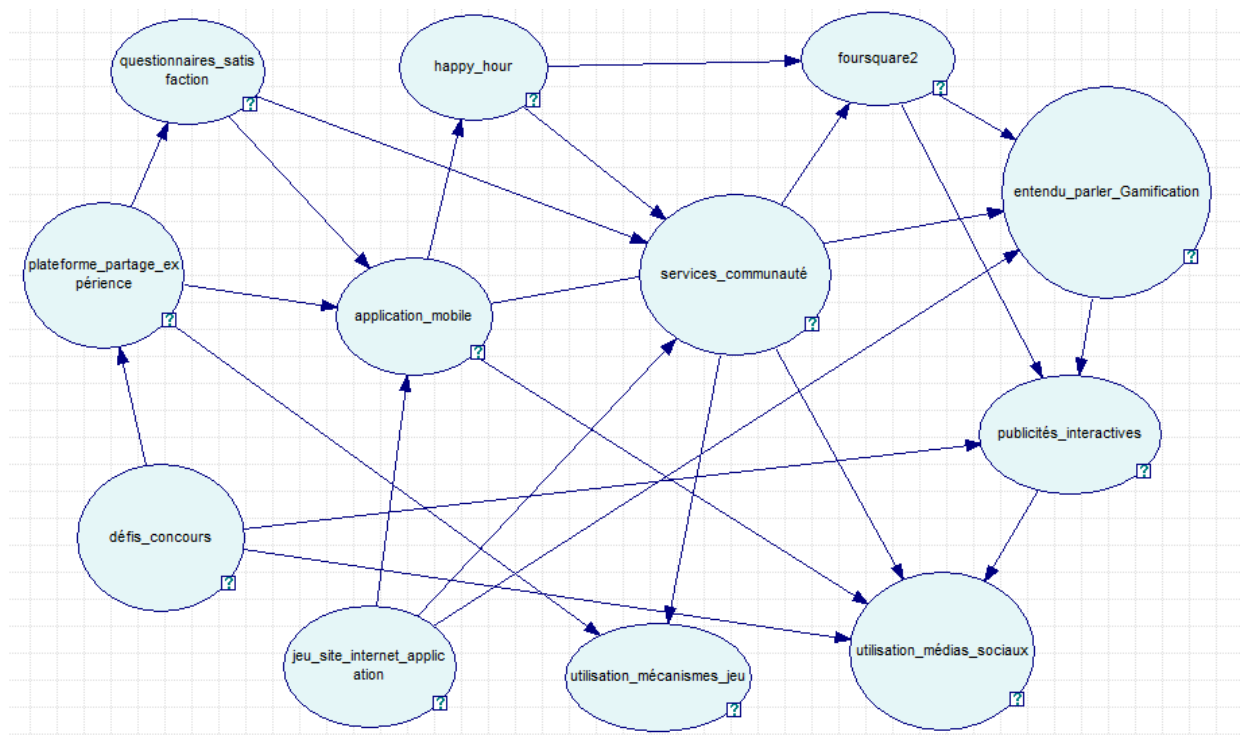 questionnaires_satis
faction
happy_hour
foursquare2
entendu_parler_Gamification
plateforme_partage_ex
périence
services_communauté
application_mobile
publicités_interactives
défis_concours
jeu_site_internet_applic
ation
utilisation_mécanismes_jeu
utilisation_médias_sociaux
?
?
?
?
?
?
?
?
?
?
?
?